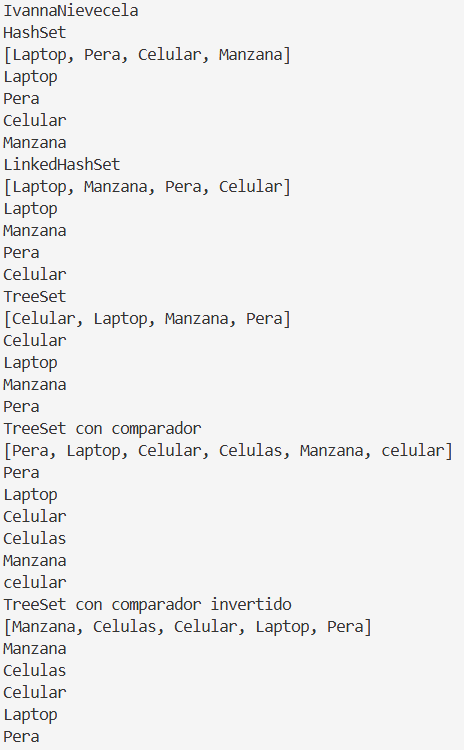 IvannaNievecela
HashSet
[Laptop, Pera, Celular, Manzana]
Laptop
Pera
Celular
Manzana
LinkedHashSet
[Laptop, Manzana, Pera, Celular]
Laptop
Manzana
Pera
Celular
TreeSet
[Celular, Laptop, Manzana, Pera]
Celular
Laptop
Manzana
Pera
TreeSet con comparador
[Pera, Laptop, Celular, Celulas, Manzana, celular]
Pera
Laptop
Celular
Celulas
Manzana
celular
TreeSet con comparador invertido
[Manzana, Celulas, Celular, Laptop, Pera]
Manzana
Celulas
Celular
Laptop
Pera